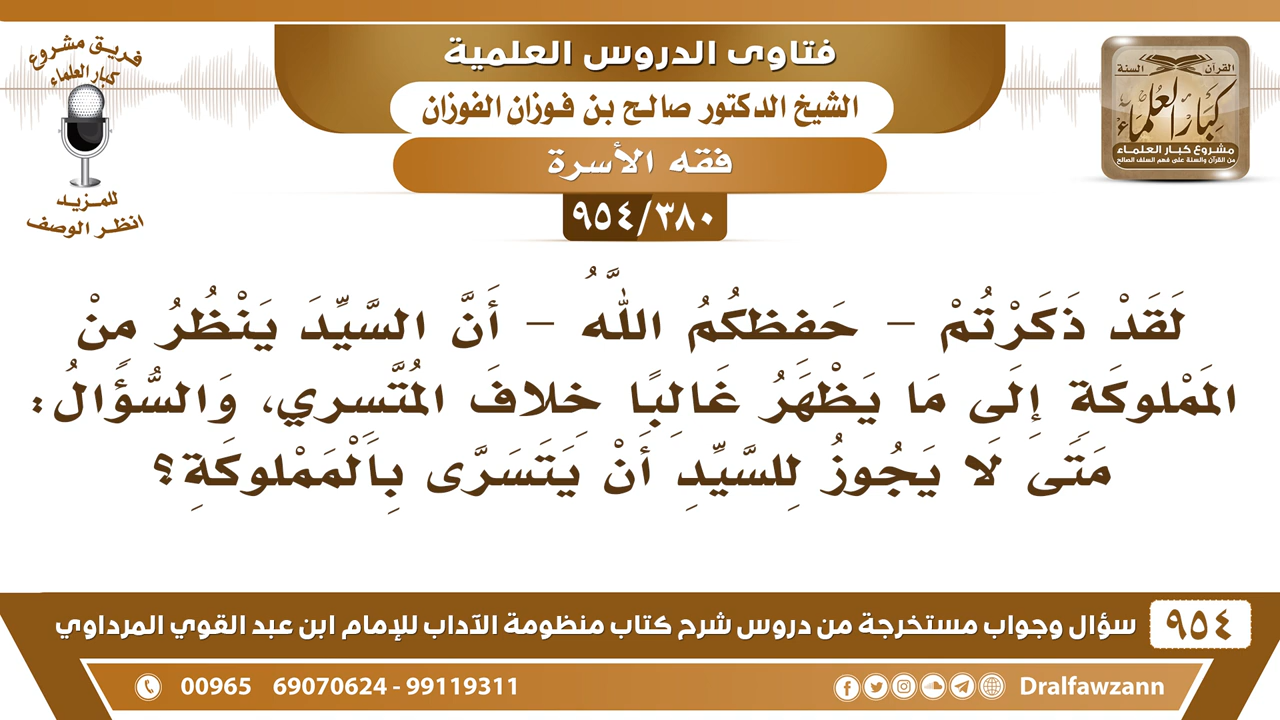 فتاوى الدروس العلمية
الشيخ الدكتور صالح بن فوزان الفوزان
فقه الأسرة
٩٥٤/٣٨٠
القرآن السنة
كبار العلماء
مشروع كبار العلماء
من القرآن والسنة على فهم السلف الصالح
فريق مشروع
كبار العلماء
للمزيد
انظر الوصف
لَقَدْ ذَكَرْتُمْ – حَفِظَكُمُ اللَّهُ – أَنَّ السَّيِّدَ يَنْظُرُ مِنْ
المَمْلوكَةِ إِلَى مَا يَظْهَرُ غَالِبًا خِلافَ المُتَّسري، وَالسُّؤَالُ:
مَتَى لا يَجُوزُ لِلسَّيِّدِ أَنْ يَتَسَرَّى بِالْمَمْلوكَةِ؟
٩٥٤ سؤال وجواب مستخرجة من دروس شرح كتاب منظومة الآداب للإمام ابن عبد القوي المرداوي
00965 69070624 - 99119311
Dralfawzann